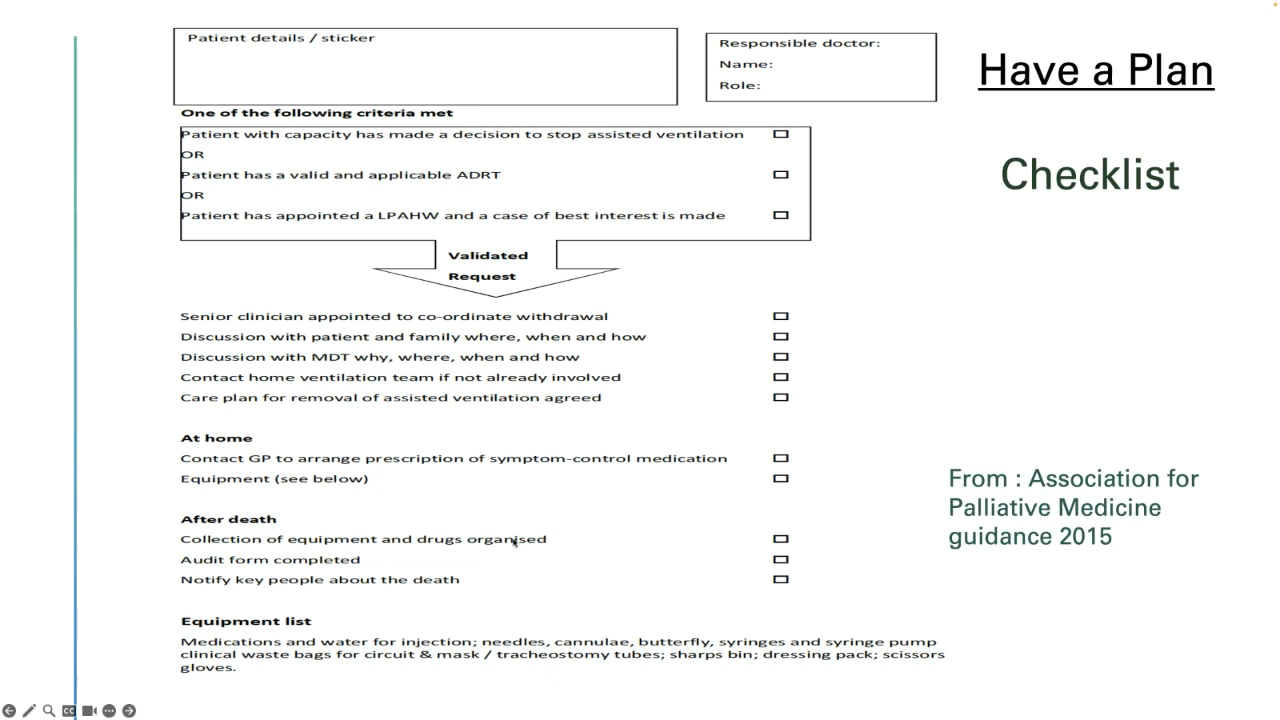 Patient details / sticker
Responsible doctor:
Name:
Role:
Have a Plan
Checklist
One of the following criteria met
Patient with capacity has made a decision to stop assisted ventilation
OR
Patient has a valid and applicable ADRT
OR
Patient has appointed a LPAHW and a case of best interest is made
Validated
Request
Senior clinician appointed to co-ordinate withdrawal
Discussion with patient and family where, when and how
Discussion with MDT why, where, when and how
Contact home ventilation team if not already involved
Care plan for removal of assisted ventilation agreed
At home
Contact GP to arrange prescription of symptom-control medication
Equipment (see below)
From : Association for
Palliative Medicine
guidance 2015
After death
Collection of equipment and drugs organised
Audit form completed
Notify key people about the death
Equipment list
Medications and water for injection; needles, cannulae, butterfly, syringes and syringe pump
clinical waste bags for circuit & mask / tracheostomy tubes; sharps bin; dressing pack; scissors
gloves.
CC